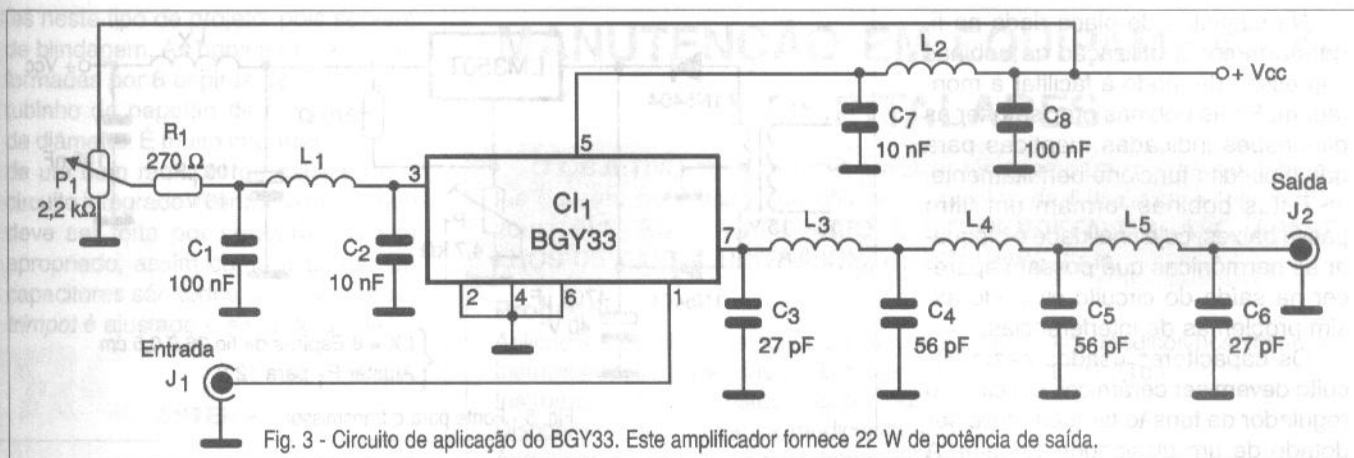 L₂
+ Vcc
C₇
10 nF
C₈
100 nF
5
R₁
270 Ω
L₁
3
P₁
2,2 kΩ
C₁
100 nF
C₂
10 nF
CI₁
BGY33
7
L₃
L₄
L₅
Saída
J₂
2
4
6
1
C₃
27 pF
C₄
56 pF
C₅
56 pF
C₆
27 pF
Entrada
J₁
Fig. 3 - Circuito de aplicação do BGY33. Este amplificador fornece 22 W de potência de saída.